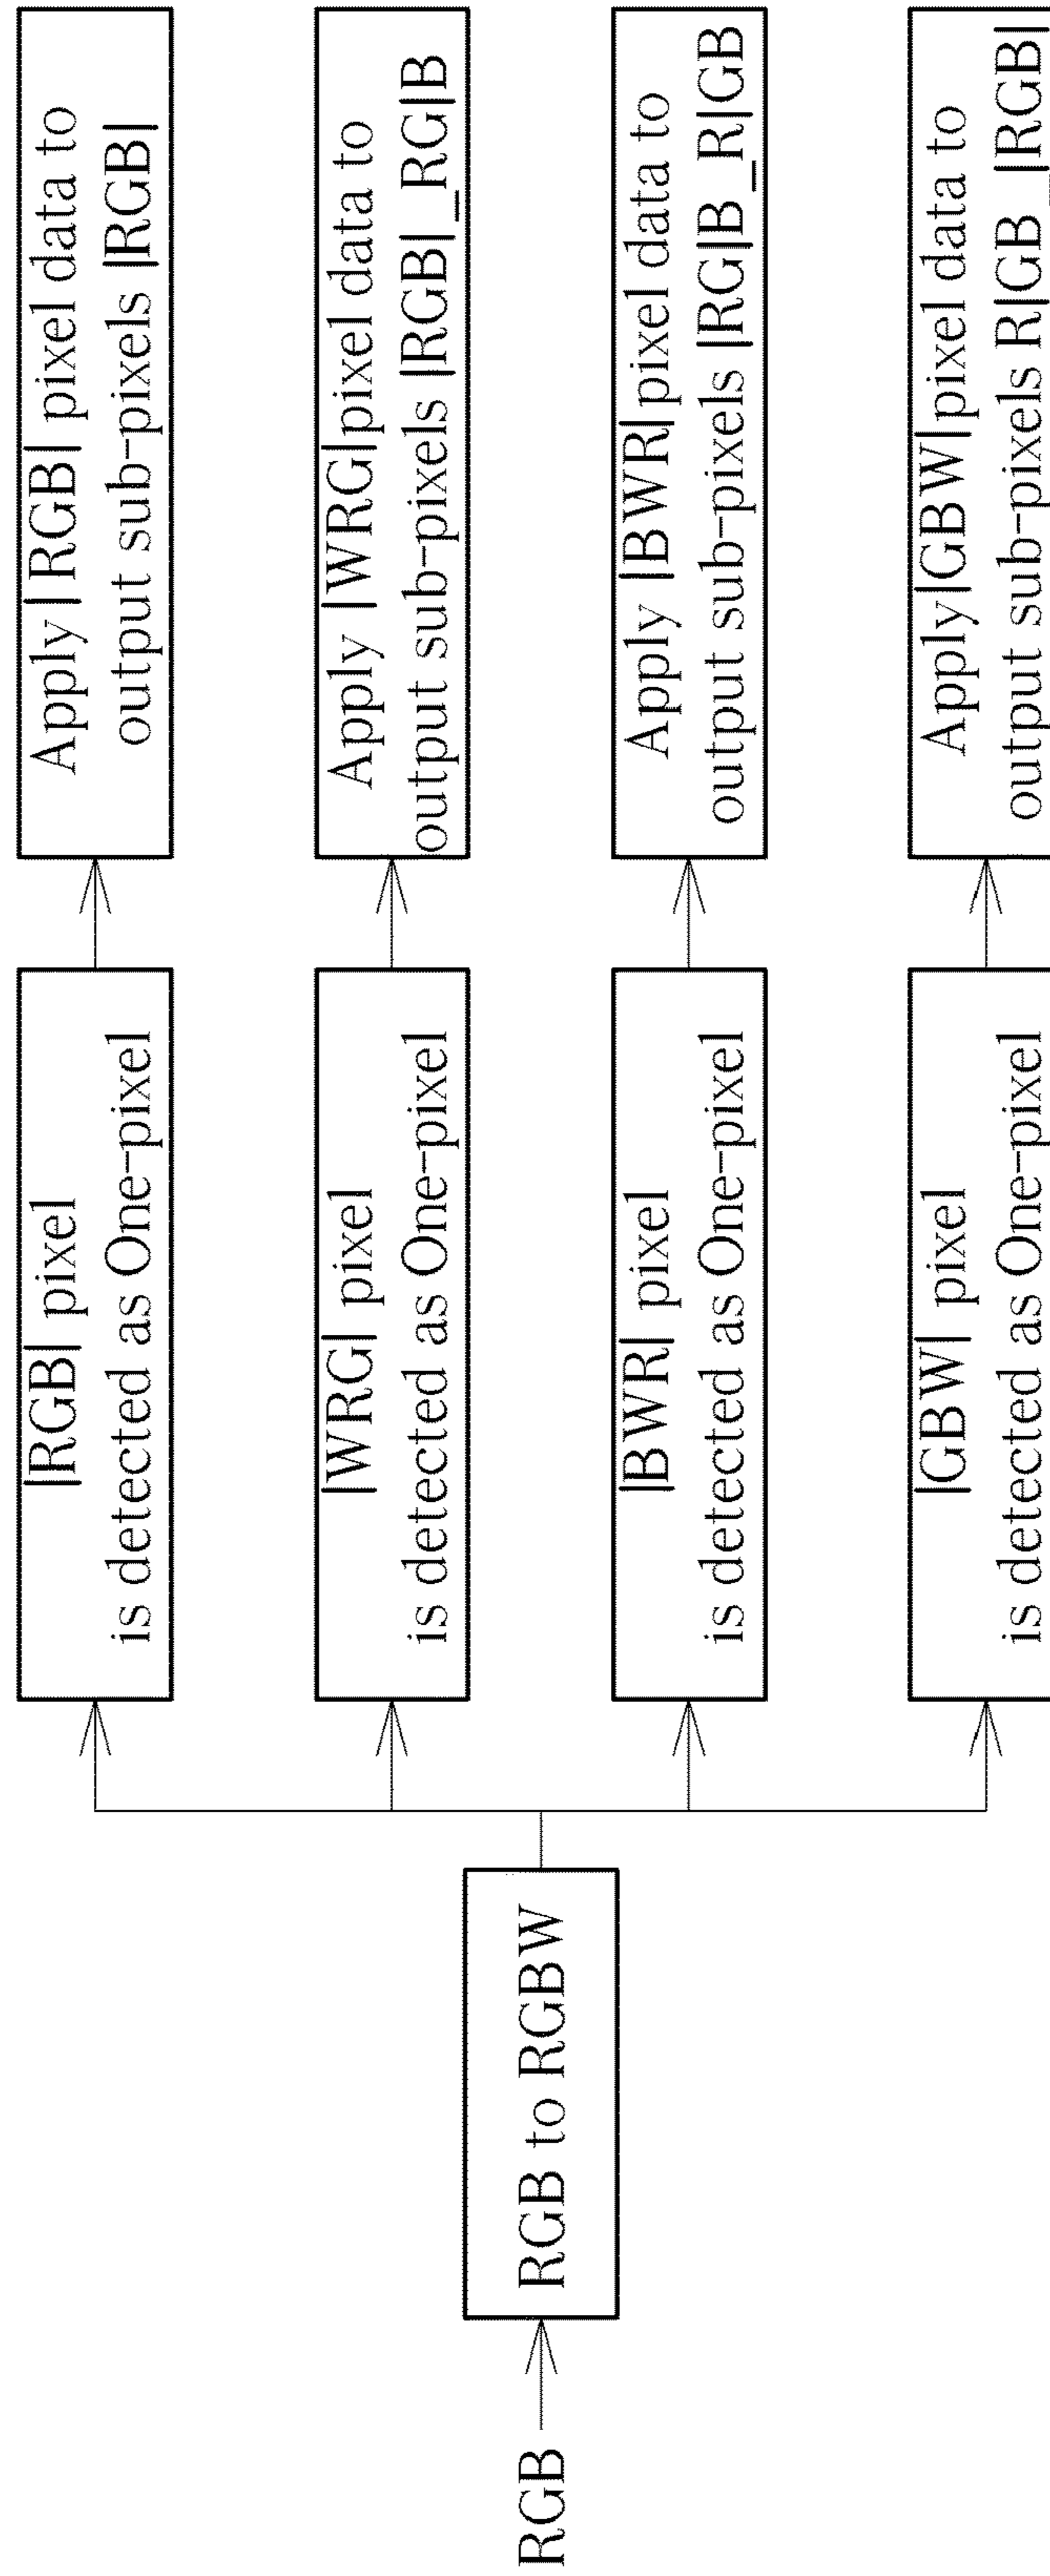 RGB
RGB to RGBW
|RGB| pixel
is detected as One-pixel
Apply |RGB| pixel data to
output sub-pixels |RGB|
|WRG| pixel
is detected as One-pixel
Apply |WRG|pixel data to
output sub-pixels |RGB|_RG|B
|BWR| pixel
is detected as One-pixel
Apply |BWR|pixel data to
output sub-pixels |RG|B_R|GB
|GBW| pixel
is detected as One-pixel
Apply|GBW|pixel data to
output sub-pixels R|GB_|RGB|